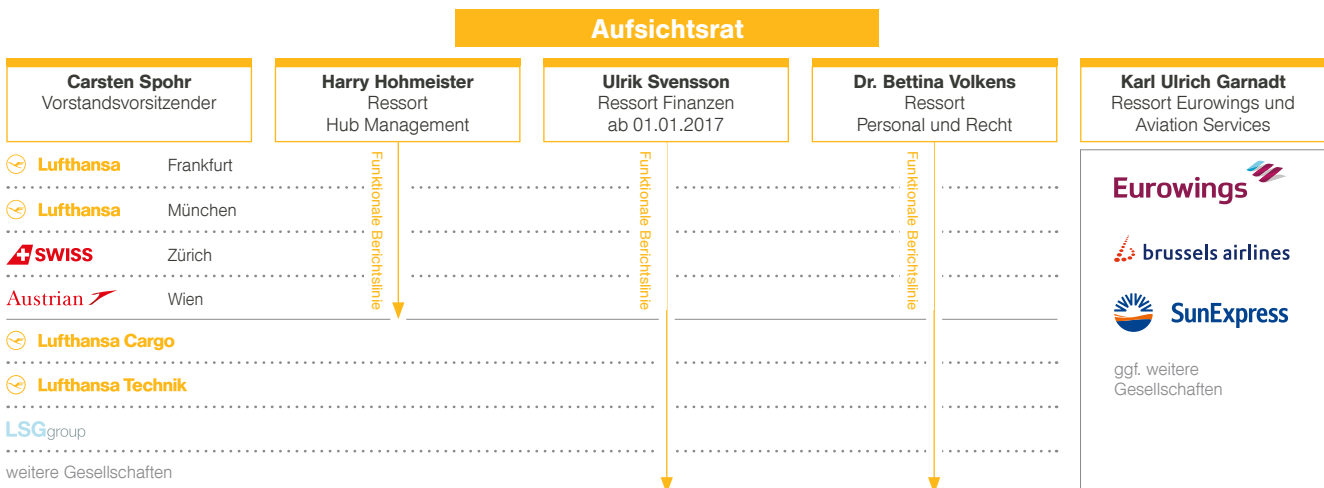 Aufsichtsrat
Carsten Spohr
Vorstandsvorsitzender
Harry Hohmeister
Ressort
Hub Management
Ulrik Svensson
Ressort Finanzen
ab 01.01.2017
Dr. Bettina Volkens
Ressort
Personal und Recht
Karl Ulrich Garnadt
Ressort Eurowings und
Aviation Services
Lufthansa Frankfurt
Lufthansa München
SWISS Zürich
Austrian Wien
Lufthansa Cargo
Lufthansa Technik
LSGgroup
weitere Gesellschaften
Funktionale Berichtslinie
Funktionale Berichtslinie
Funktionale Berichtslinie
Eurowings
brussels airlines
SunExpress
ggf. weitere
Gesellschaften